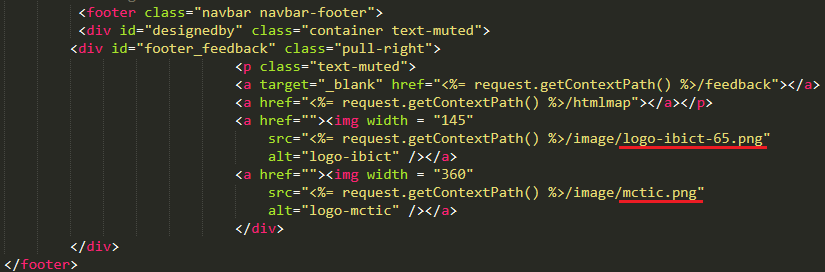 <footer class="navbar navbar-footer">
<div id="designedby" class="container text-muted">
<div id="footer_feedback" class="pull-right">
<p class="text-muted">
<a target="_blank" href="<%= request.getContextPath() %>/feedback"></a>
<a href="<%= request.getContextPath() %>/htmlmap"></a></p>
<a href=""><img width = "145"
src="<%= request.getContextPath() %>/image/logo-ibict-65.png"
alt="logo-ibict" /></a>
<a href=""><img width = "360"
src="<%= request.getContextPath() %>/image/mctic.png"
alt="logo-mctic" /></a>
</div>
</div>
</footer>